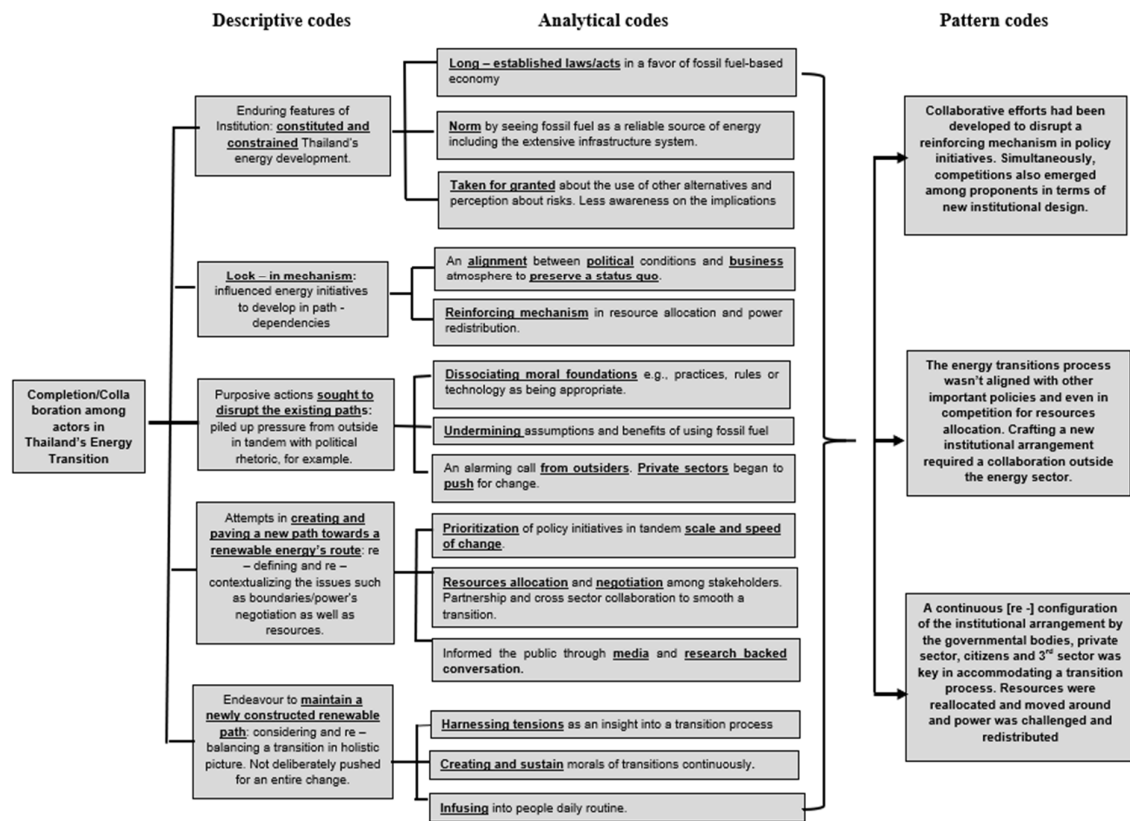 Descriptive codes
Analytical codes
Pattern codes
Completion/Colla
boration among
actors in
Thailand's Energy
Transition
Enduring features of
Institution: constituted and
constrained Thailand's
energy development.
Lock – in mechanism:
influenced energy initiatives
to develop in path -
dependencies
Purposive actions sought to
disrupt the existing paths:
piled up pressure from outside
in tandem with political
rhetoric, for example.
Attempts in creating and
paving a new path towards a
renewable energy's route: re
– defining and re –
contextualizing the issues such
as boundaries/power's
negotiation as well as
resources.
Endeavour to maintain a
newly constructed renewable
path: considering and re –
balancing a transition in holistic
picture. Not deliberately pushed
for an entire change.
Long – established laws/acts in a favor of fossil fuel-based
economy
Norm by seeing fossil fuel as a reliable source of energy
including the extensive infrastructure system.
Taken for granted about the use of other alternatives and
perception about risks. Less awareness on the implications
An alignment between political conditions and business
atmosphere to preserve a status quo.
Reinforcing mechanism in resource allocation and power
redistribution.
Dissociating moral foundations e.g., practices, rules or
technology as being appropriate.
Undermining assumptions and benefits of using fossil fuel
An alarming call from outsiders. Private sectors began to
push for change.
Prioritization of policy initiatives in tandem scale and speed
of change.
Resources allocation and negotiation among stakeholders.
Partnership and cross sector collaboration to smooth a
transition.
Informed the public through media and research backed
conversation.
Harnessing tensions as an insight into a transition process
Creating and sustain morals of transitions continuously.
Infusing into people daily routine.
Collaborative efforts had been
developed to disrupt a
reinforcing mechanism in policy
initiatives. Simultaneously,
competitions also emerged
among proponents in terms of
new institutional design.
The energy transitions process
wasn't aligned with other
important policies and even in
competition for resources
allocation. Crafting a new
institutional arrangement
required a collaboration outside
the energy sector.
A continuous [re -] configuration
of the institutional arrangement by
the governmental bodies, private
sector, citizens and 3rd sector was
key in accommodating a transition
process. Resources were
reallocated and moved around
and power was challenged and
redistributed